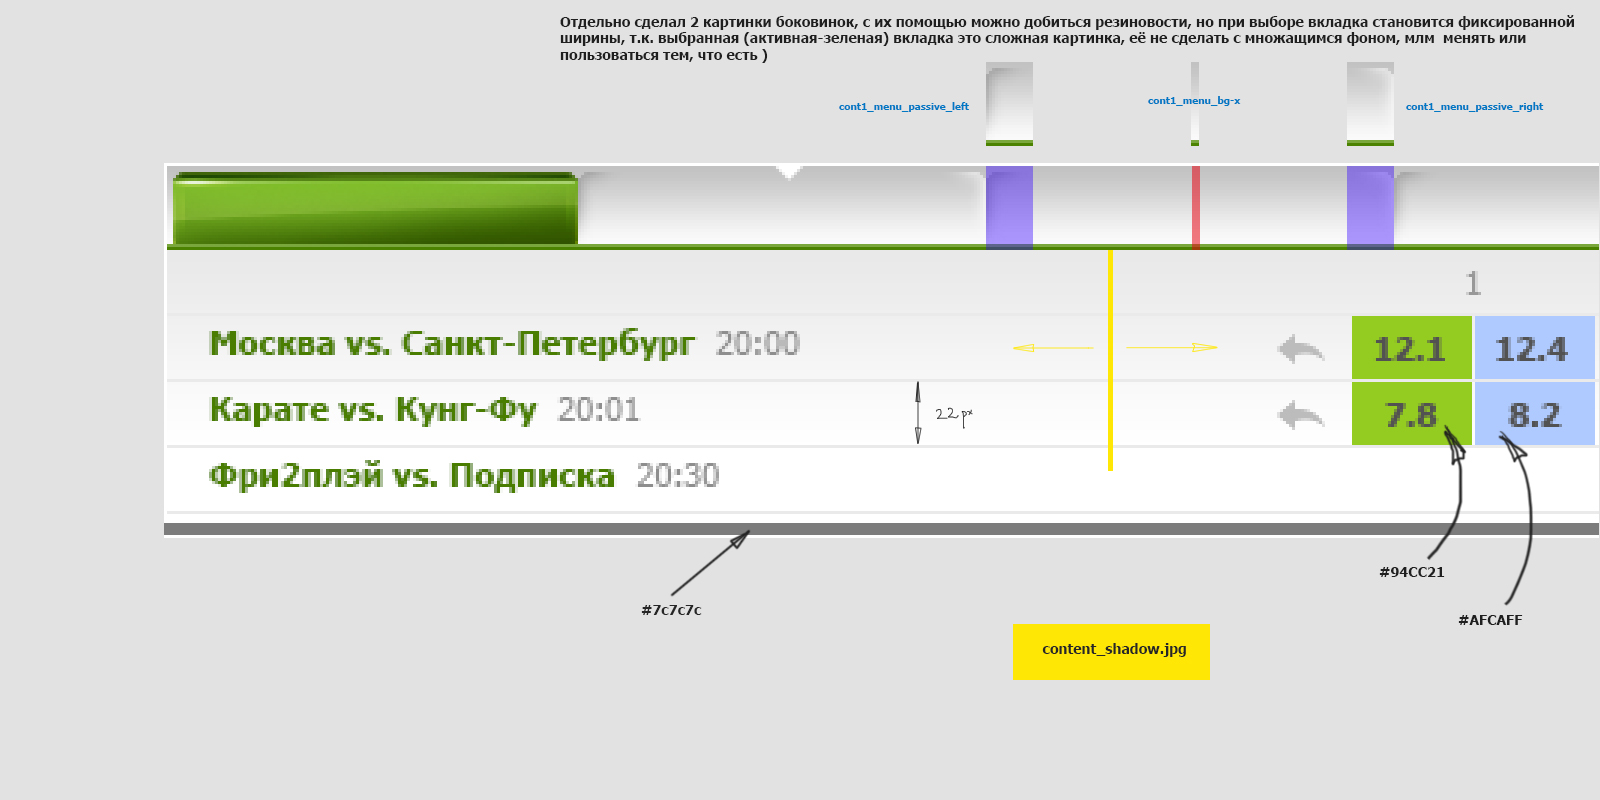 Отдельно сделал 2 картинки боковинок, с их помощью можно добиться резиновости, но при выборе вкладка становится фиксированной
ширины, т.к. выбранная (активная-зеленая) вкладка это сложная картинка, её не сделать с множащимся фоном, млм менять или
пользоваться тем, что есть )
cont1_menu_passive_left
cont1_menu_bg-x
cont1_menu_passive_right
1
Москва vs. Санкт-Петербург 20:00
12.1
12.4
Карате vs. Кунг-Фу 20:01
22 px
7.8
8.2
Фри2плэй vs. Подписка 20:30
#94CC21
#7c7c7c
#AFCAFF
content_shadow.jpg